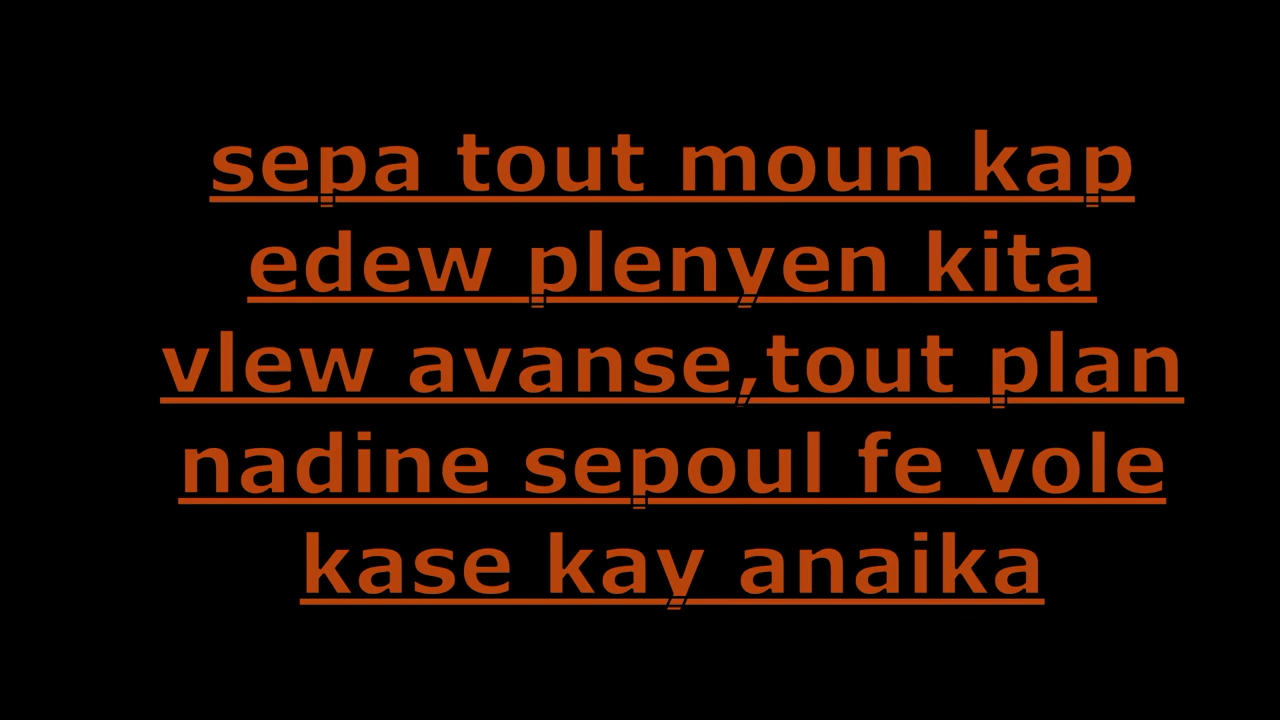 sepa tout moun kap
edew plenyen kita
vlew avanse,tout plan
nadine sepoul fe vole
kase kay anaika